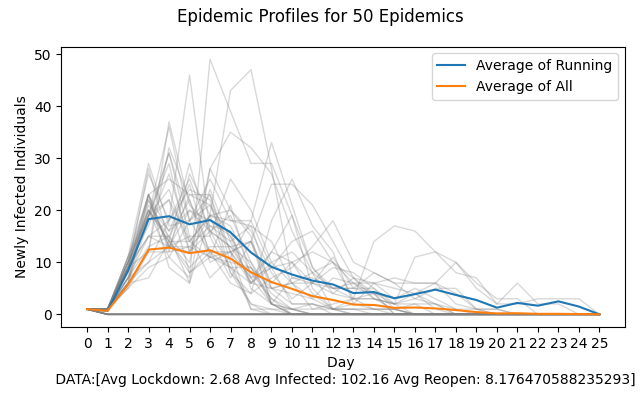 Epidemic Profiles for 50 Epidemics
50
40
30
20
10
0
Newly Infected Individuals
Average of Running
Average of All
0 1 2 3 4 5 6 7 8 9 10 11 12 13 14 15 16 17 18 19 20 21 22 23 24 25
Day
DATA:[Avg Lockdown: 2.68 Avg Infected: 102.16 Avg Reopen: 8.176470588235293]